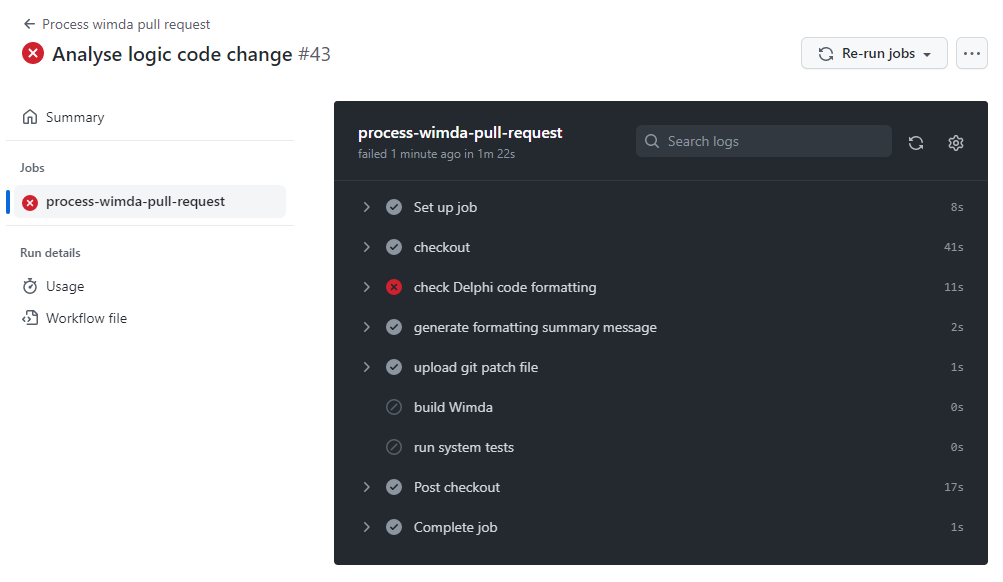 Process wimda pull request
Analyse logic code change #43
Re-run jobs
Summary
Jobs
process-wimda-pull-request
Run details
Usage
Workflow file
process-wimda-pull-request
failed 1 minute ago in 1m 22s
Search logs
Set up job 8s
checkout 41s
check Delphi code formatting 11s
generate formatting summary message 2s
upload git patch file 1s
build Wimda 0s
run system tests 0s
Post checkout 17s
Complete job 1s